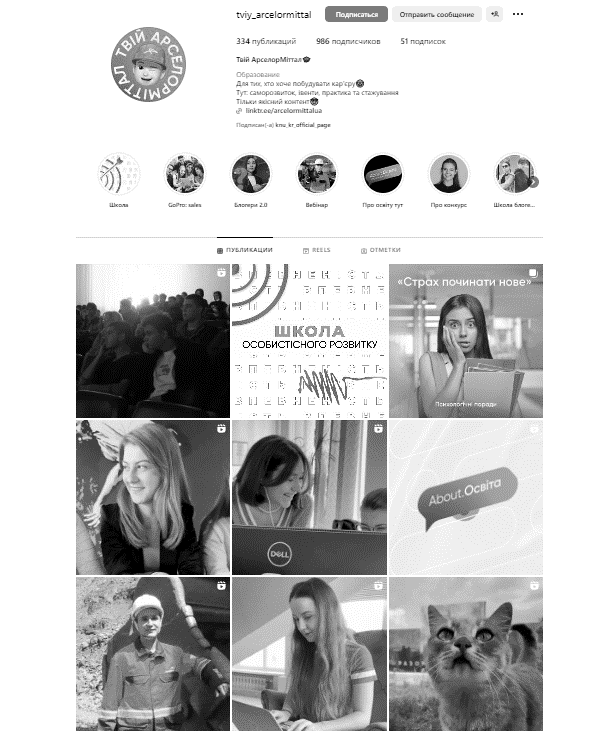 tviy_arcelormittal
Подписаться
Отправить сообщение
334 публикаций
986 подписчиков
51 подписок
ТВІЙ АРСЕЛОРМІТТАЛ
Твій АрселорМіттал
Образование
Для тих, хто хоче побудувати кар'єру
Тут: саморозвиток, івенти, практика та стажування
Тільки якісний контент
linktr.ee/arcelormittalua
Подписан(-а) knu_kr_official_page
Школа
GoPro: sales
Блогери 2.0
Вебінар
Про освіту тут
Про конкурс
Школа блоге...
ПУБЛИКАЦИИ
REELS
ОТМЕТКИ
ШКОЛА
ОСОБИСТІСНОГО РОЗВИТКУ
«Страх починати нове»
Психологічні поради
DELL
About.Освіта